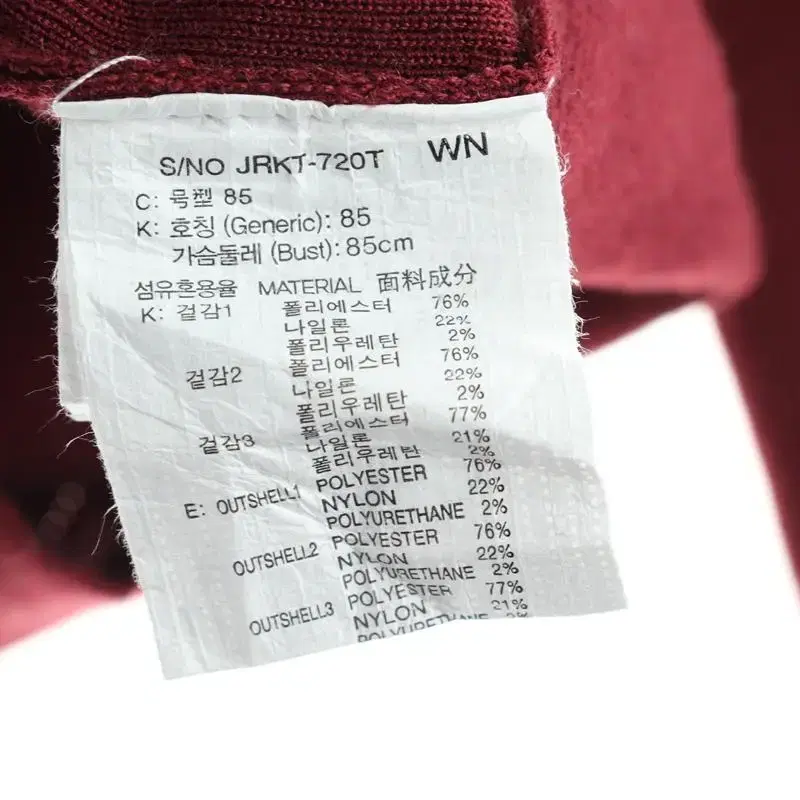 S/NO JRKT-720T WN
C: 号型 85
K: 호칭 (Generic): 85
가슴둘레 (Bust): 85cm
섬유혼용율 MATERIAL 面料成分
K: 겉감1 폴리에스터 76%
나일론 22%
폴리우레탄 2%
겉감2 폴리에스터 76%
나일론 22%
폴리우레탄 2%
겉감3 폴리에스터 77%
나일론 21%
폴리우레탄 2%
E: OUTSHELL1 POLYESTER 76%
NYLON 22%
POLYURETHANE 2%
OUTSHELL2 POLYESTER 76%
NYLON 22%
POLYURETHANE 2%
OUTSHELL3 POLYESTER 77%
NYLON 21%
POLYURETHANE 2%